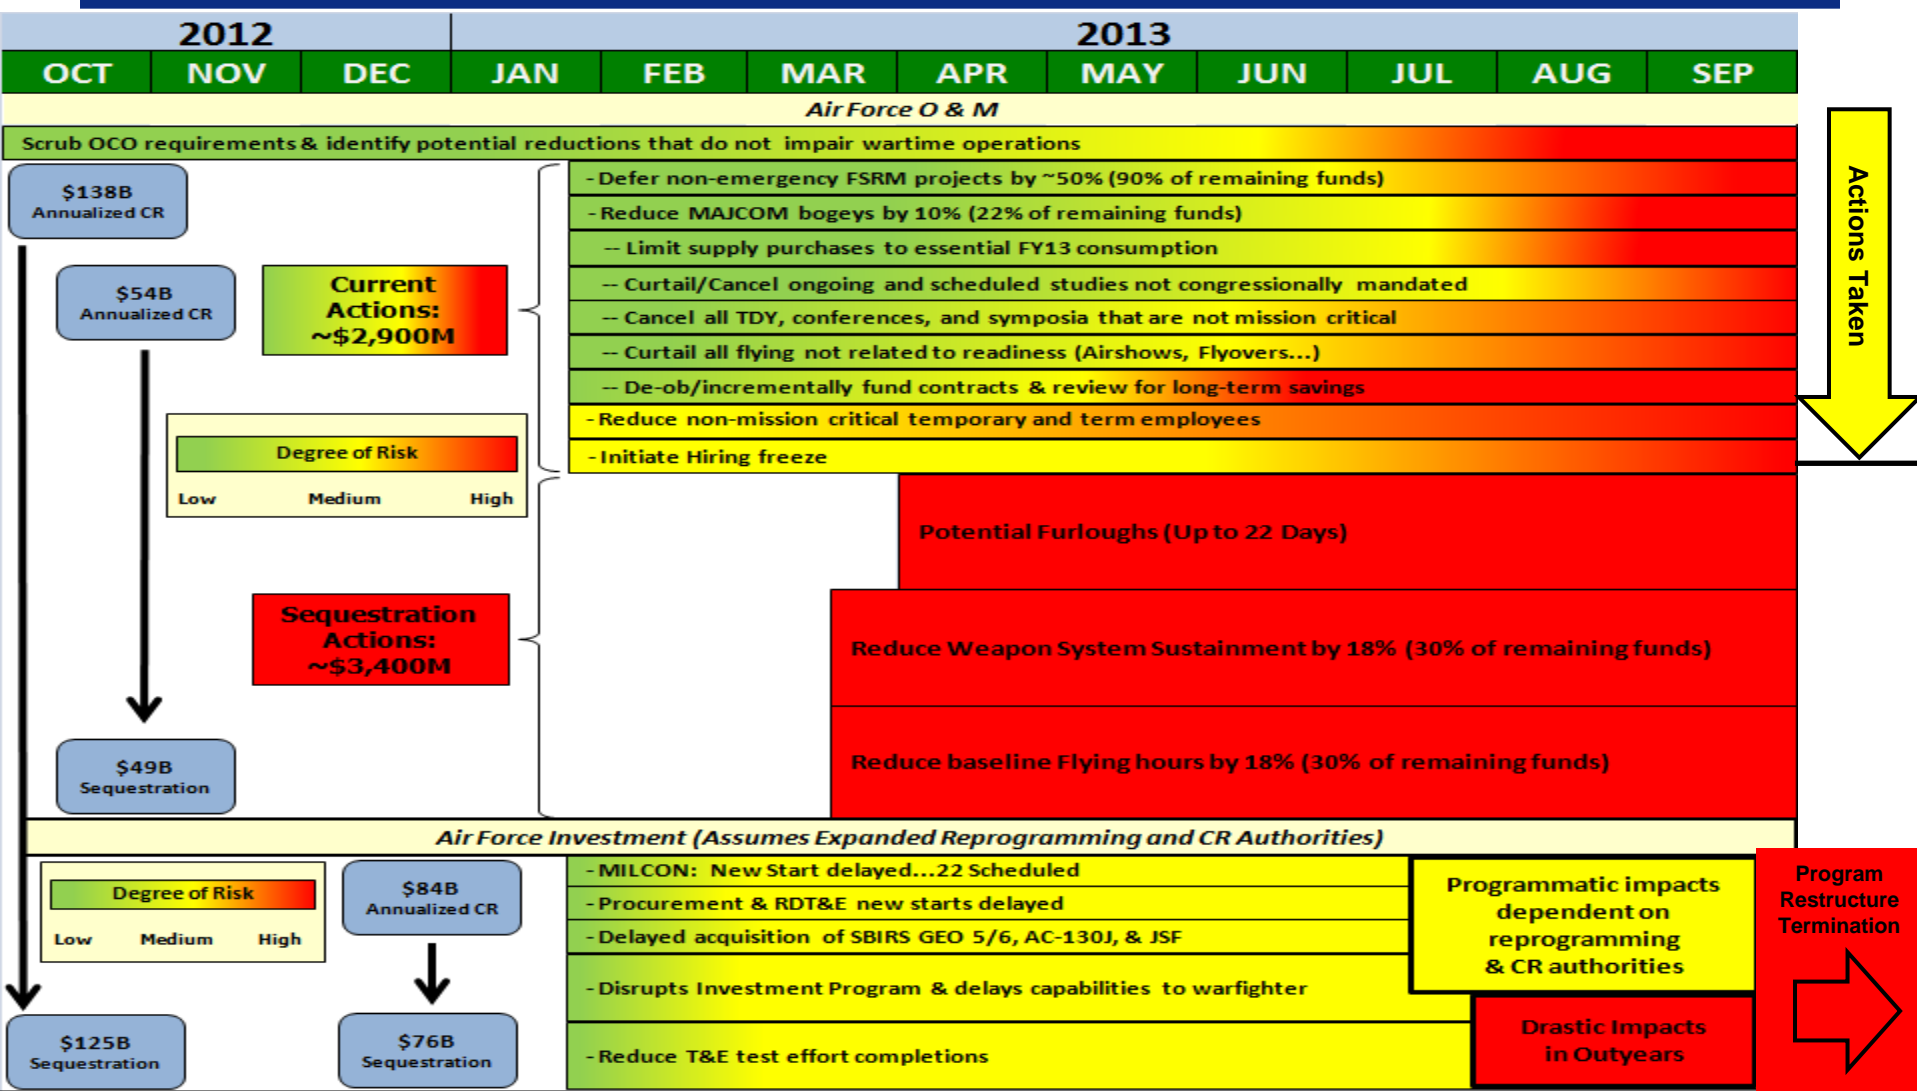 2012
2013
OCT NOV DEC JAN FEB MAR APR MAY JUN JUL AUG SEP
Air Force O & M
Scrub OCO requirements & identify potential reductions that do not impair wartime operations
$138B
Annualized CR
$54B
Annualized CR
Current
Actions:
~$2,900M
- Defer non-emergency FSRM projects by ~50% (90% of remaining funds)
- Reduce MAJCOM bogeys by 10% (22% of remaining funds)
-- Limit supply purchases to essential FY13 consumption
-- Curtail/Cancel ongoing and scheduled studies not congressionally mandated
-- Cancel all TDY, conferences, and symposia that are not mission critical
-- Curtail all flying not related to readiness (Airshows, Flyovers...)
-- De-ob/incrementally fund contracts & review for long-term savings
- Reduce non-mission critical temporary and term employees
- Initiate Hiring freeze
Actions Taken
Degree of Risk
Low Medium High
Potential Furloughs (Up to 22 Days)
Sequestration
Actions:
~$3,400M
Reduce Weapon System Sustainment by 18% (30% of remaining funds)
Reduce baseline Flying hours by 18% (30% of remaining funds)
$49B
Sequestration
Air Force Investment (Assumes Expanded Reprogramming and CR Authorities)
Degree of Risk
Low Medium High
$84B
Annualized CR
$125B
Sequestration
$76B
Sequestration
- MILCON: New Start delayed...22 Scheduled
- Procurement & RDT&E new starts delayed
- Delayed acquisition of SBIRS GEO 5/6, AC-130J, & JSF
- Disrupts Investment Program & delays capabilities to warfighter
- Reduce T&E test effort completions
Programmatic impacts
dependent on
reprogramming
& CR authorities
Drastic Impacts
in Outyears
Program
Restructure
Termination